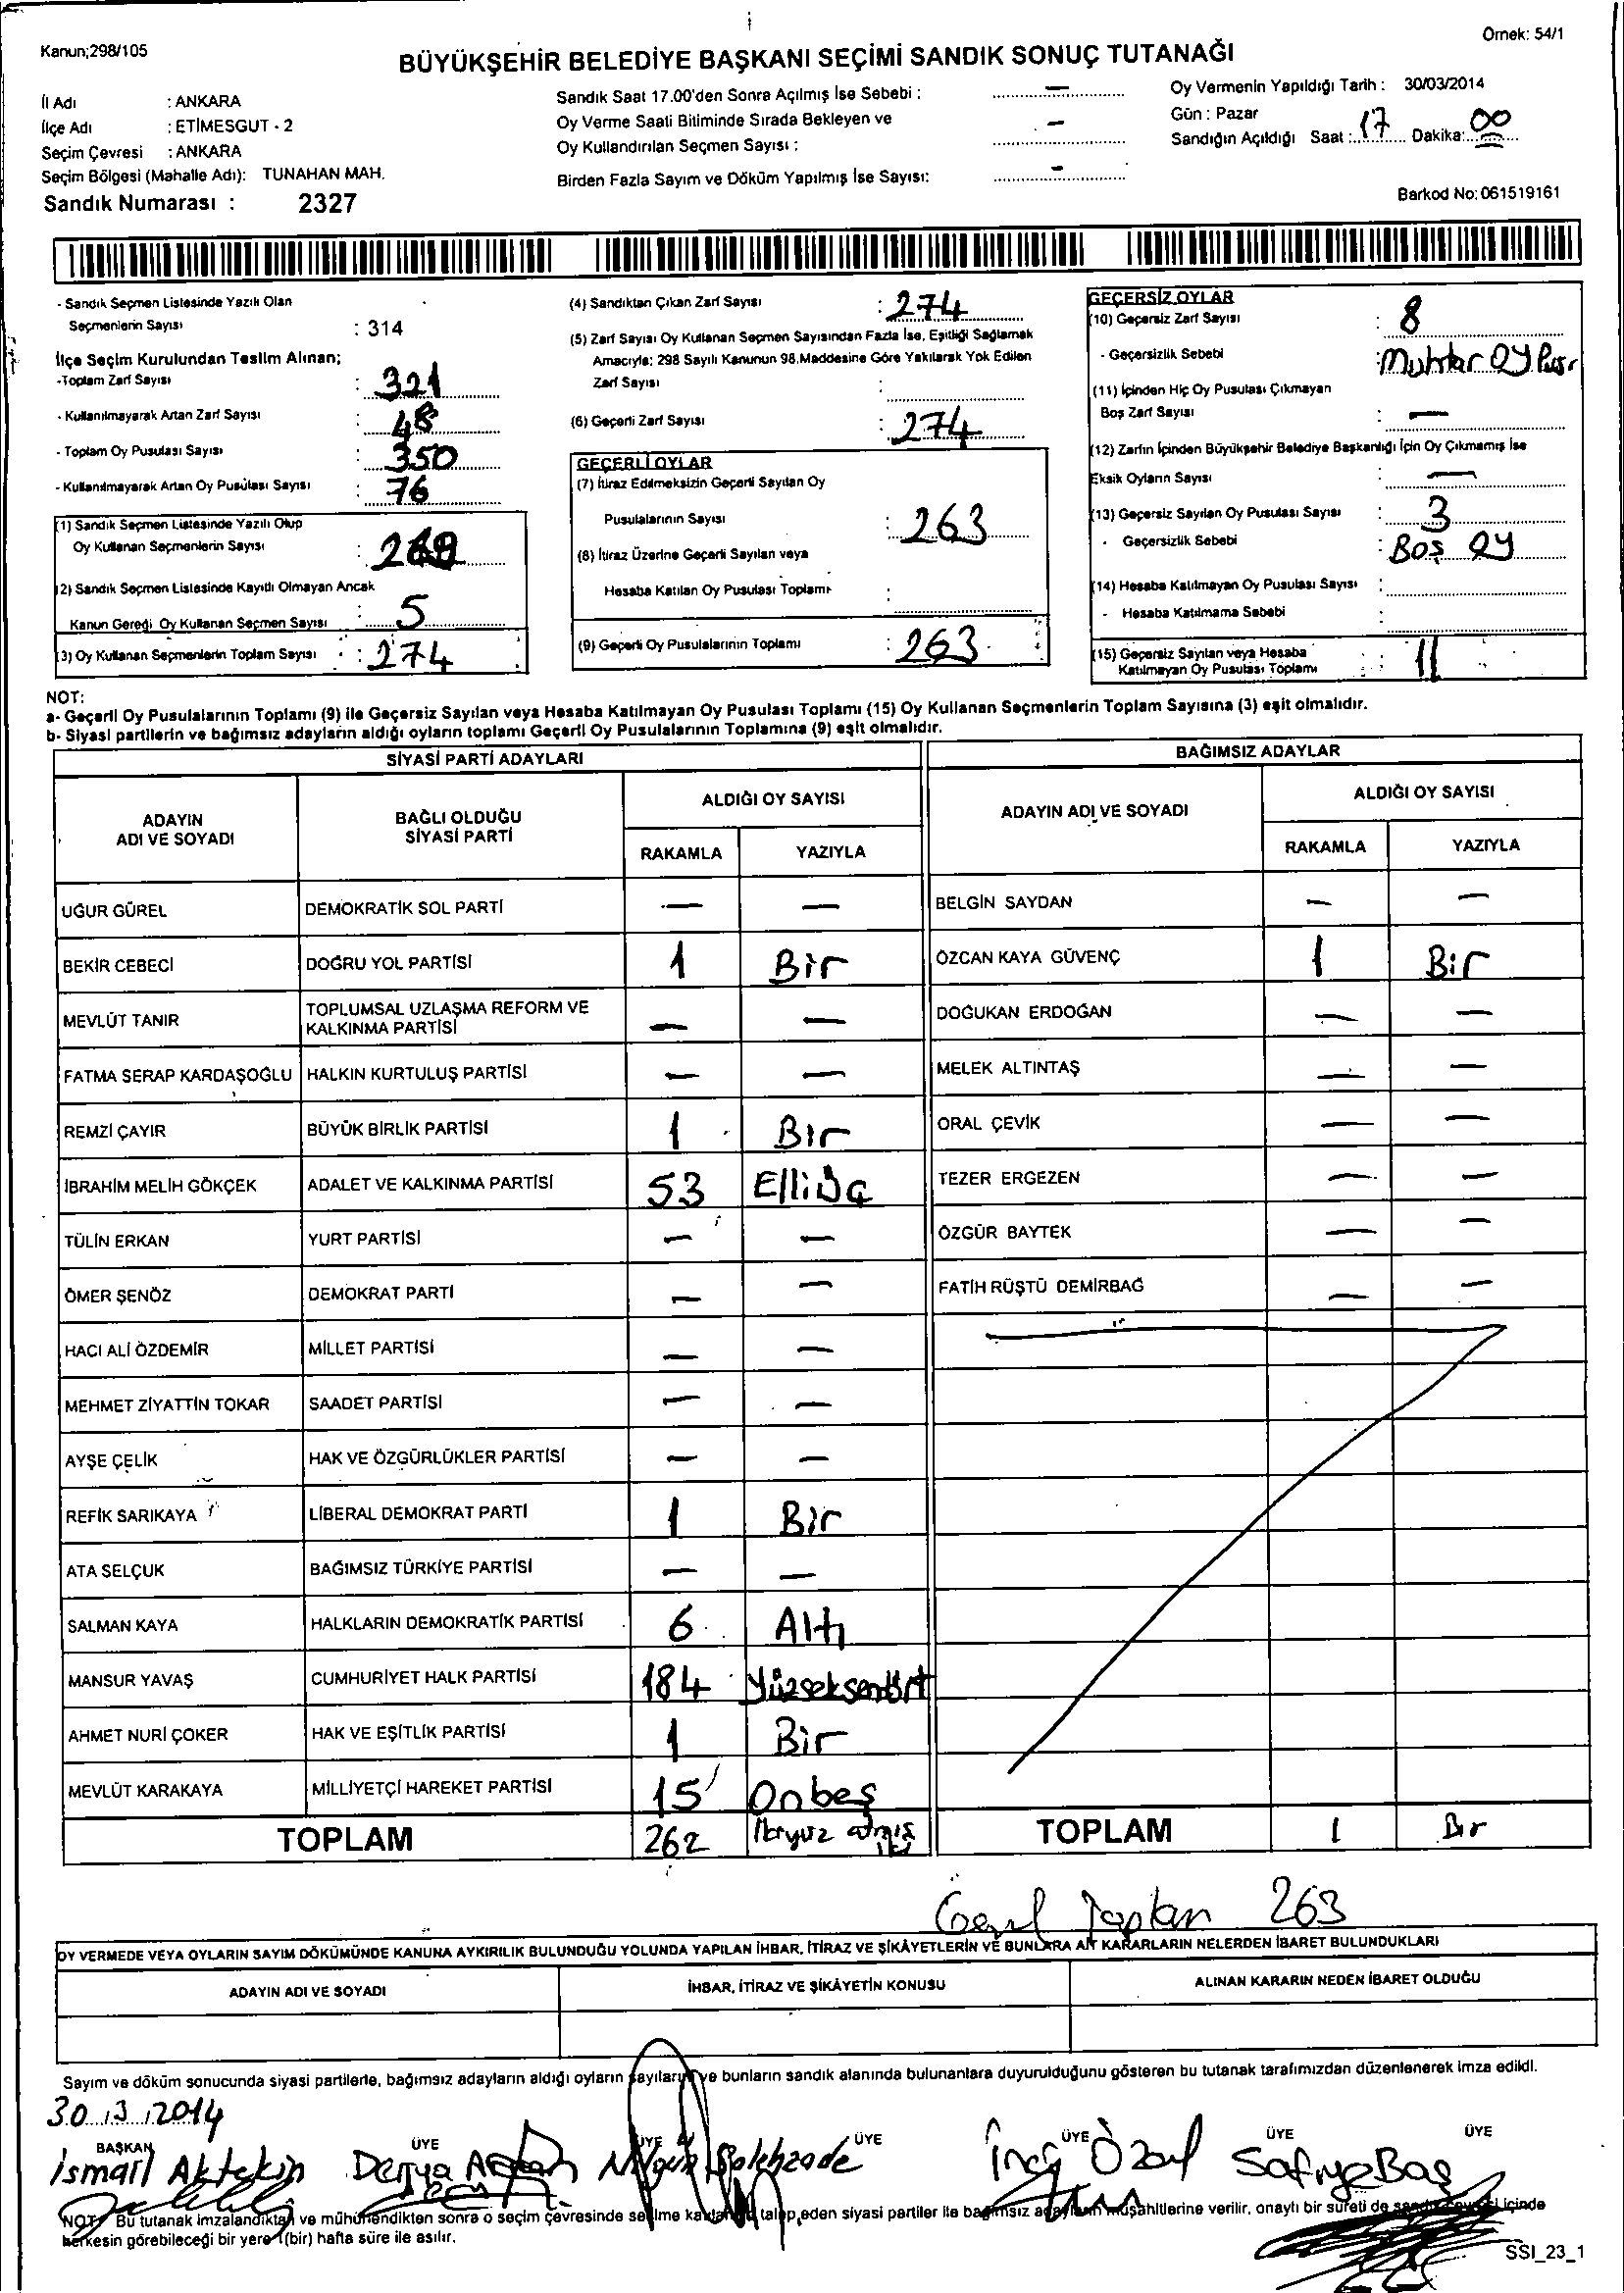 Kanun;298/105
Örnek: 54/1
BÜYÜKŞEHİR BELEDİYE BAŞKANI SEÇİMİ SANDIK SONUÇ TUTANAĞI
İl Adı : ANKARA
İlçe Adı : ETİMESGUT - 2
Seçim Çevresi : ANKARA
Seçim Bölgesi (Mahalle Adı): TUNAHAN MAH.
Sandık Numarası : 2327
Sandık Saat 17.00'den Sonra Açılmış İse Sebebi : —
Oy Verme Saati Bitiminde Sırada Bekleyen ve
Oy Kullandırılan Seçmen Sayısı : —
Birden Fazla Sayım ve Döküm Yapılmış İse Sayısı: -
Oy Vermenin Yapıldığı Tarih : 30/03/2014
Gün : Pazar
Sandığın Açıldığı Saat : 17 Dakika: 00
Barkod No: 061519161
- Sandık Seçmen Listesinde Yazılı Olan
Seçmenlerin Sayısı : 314
İlçe Seçim Kurulundan Teslim Alınan;
-Toplam Zarf Sayısı : 321
- Kullanılmayarak Artan Zarf Sayısı : 48
- Toplam Oy Pusulası Sayısı : 350
- Kullanılmayarak Artan Oy Pusulası Sayısı : 76
(1) Sandık Seçmen Listesinde Yazılı Olup
Oy Kullanan Seçmenlerin Sayısı : 269
(2) Sandık Seçmen Listesinde Kayıtlı Olmayan Ancak
Kanun Gereği Oy Kullanan Seçmen Sayısı : 5
(3) Oy Kullanan Seçmenlerin Toplam Sayısı : 274
(4) Sandıktan Çıkan Zarf Sayısı : 274
(5) Zarf Sayısı Oy Kullanan Seçmen Sayısından Fazla İse, Eşitliği Sağlamak
Amacıyla; 298 Sayılı Kanunun 98.Maddesine Göre Yakılarak Yok Edilen
Zarf Sayısı :
(6) Geçerli Zarf Sayısı : 274
GEÇERLİ OYLAR
(7) İtiraz Edilmeksizin Geçerli Sayılan Oy
Pusulalarının Sayısı : 263
(8) İtiraz Üzerine Geçerli Sayılan veya
Hesaba Katılan Oy Pusulası Toplamı :
(9) Geçerli Oy Pusulalarının Toplamı : 263
GEÇERSİZ OYLAR
(10) Geçersiz Zarf Sayısı : 8
- Geçersizlik Sebebi : Muhtar Oy Pus.
(11) İçinden Hiç Oy Pusulası Çıkmayan
Boş Zarf Sayısı : —
(12) Zarfın İçinden Büyükşehir Belediye Başkanlığı İçin Oy Çıkmamış İse
Eksik Oyların Sayısı : —
(13) Geçersiz Sayılan Oy Pusulası Sayısı : 3
- Geçersizlik Sebebi : Boş Oy
(14) Hesaba Katılmayan Oy Pusulası Sayısı :
- Hesaba Katılmama Sebebi :
(15) Geçersiz Sayılan veya Hesaba
Katılmayan Oy Pusulası Toplamı : 11
NOT:
a- Geçerli Oy Pusulalarının Toplamı (9) ile Geçersiz Sayılan veya Hesaba Katılmayan Oy Pusulası Toplamı (15) Oy Kullanan Seçmenlerin Toplam Sayısına (3) eşit olmalıdır.
b- Siyasi partilerin ve bağımsız adayların aldığı oyların toplamı Geçerli Oy Pusulalarının Toplamına (9) eşit olmalıdır.
SİYASİ PARTİ ADAYLARI
ADAYIN ADI VE SOYADI BAĞLI OLDUĞU SİYASİ PARTİ ALDIĞI OY SAYISI
RAKAMLA YAZIYLA
UĞUR GÜREL DEMOKRATİK SOL PARTİ — —
BEKİR CEBECİ DOĞRU YOL PARTİSİ 1 Bir
MEVLÜT TANIR TOPLUMSAL UZLAŞMA REFORM VE KALKINMA PARTİSİ — —
FATMA SERAP KARDAŞOĞLU HALKIN KURTULUŞ PARTİSİ — —
REMZİ ÇAYIR BÜYÜK BİRLİK PARTİSİ 1 Bir
İBRAHİM MELİH GÖKÇEK ADALET VE KALKINMA PARTİSİ 53 Elliüç
TÜLİN ERKAN YURT PARTİSİ — —
ÖMER ŞENÖZ DEMOKRAT PARTİ — —
HACI ALİ ÖZDEMİR MİLLET PARTİSİ — —
MEHMET ZİYATTİN TOKAR SAADET PARTİSİ — —
AYŞE ÇELİK HAK VE ÖZGÜRLÜKLER PARTİSİ — —
REFİK SARIKAYA LİBERAL DEMOKRAT PARTİ 1 Bir
ATA SELÇUK BAĞIMSIZ TÜRKİYE PARTİSİ — —
SALMAN KAYA HALKLARIN DEMOKRATİK PARTİSİ 6 Altı
MANSUR YAVAŞ CUMHURİYET HALK PARTİSİ 184 Yüzseksendört
AHMET NURİ ÇOKER HAK VE EŞİTLİK PARTİSİ 1 Bir
MEVLÜT KARAKAYA MİLLİYETÇİ HAREKET PARTİSİ 15 Onbeş
TOPLAM 262 İkiyüz atmış iki
BAĞIMSIZ ADAYLAR
ADAYIN ADI VE SOYADI ALDIĞI OY SAYISI
RAKAMLA YAZIYLA
BELGİN SAYDAN — —
ÖZCAN KAYA GÜVENÇ 1 Bir
DOĞUKAN ERDOĞAN — —
MELEK ALTINTAŞ — —
ORAL ÇEVİK — —
TEZER ERGEZEN — —
ÖZGÜR BAYTEK — —
FATİH RÜŞTÜ DEMİRBAĞ — —
TOPLAM 1 Bir
Genel Toplam 263
OY VERMEDE VEYA OYLARIN SAYIM DÖKÜMÜNDE KANUNA AYKIRILIK BULUNDUĞU YOLUNDA YAPILAN İHBAR, İTİRAZ VE ŞİKÂYETLERİN VE BUNLARA AİT KARARLARIN NELERDEN İBARET BULUNDUKLARI
ADAYIN ADI VE SOYADI İHBAR, İTİRAZ VE ŞİKÂYETİN KONUSU ALINAN KARARIN NEDEN İBARET OLDUĞU
Sayım ve döküm sonucunda siyasi partilerle, bağımsız adayların aldığı oyların sayılarını ve bunların sandık alanında bulunanlara duyurulduğunu gösteren bu tutanak tarafımızdan düzenlenerek imza edildi.
30/3/2014
BAŞKAN ÜYE ÜYE ÜYE ÜYE ÜYE ÜYE
İsmail Aktekin Derya İnci Özal Safiye Baş
NOT: Bu tutanak imzalandıktan ve mühürlendikten sonra o seçim çevresinde seçilme talep eden siyasi partiler ile bağımsız adayların müşahitlerine verilir, onaylı bir sureti de içinde
herkesin görebileceği bir yere 1(bir) hafta süre ile asılır.
SSI_23_1